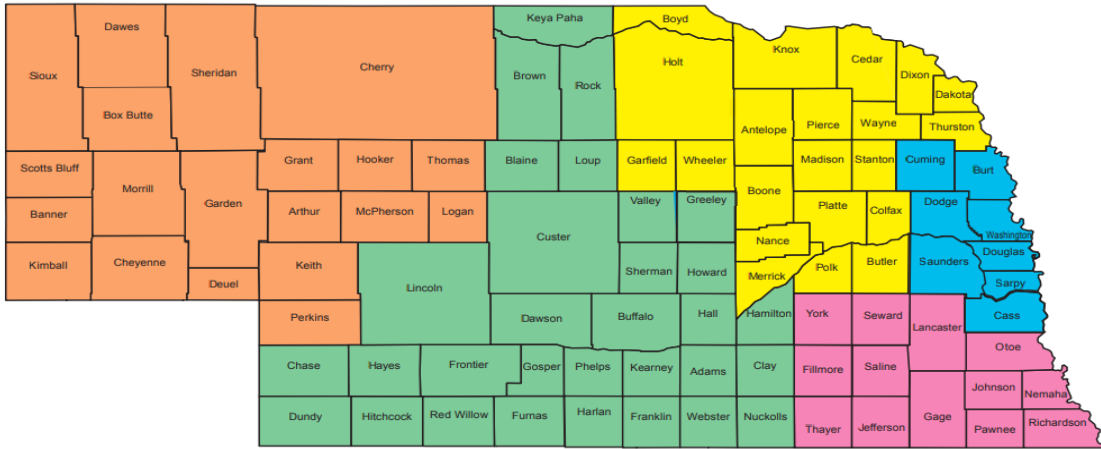 Keya Paha
Boyd
Dawes
Knox
Cedar
Sioux
Sheridan
Cherry
Brown
Rock
Holt
Dixon
Dakota
Box Butte
Antelope
Pierce
Wayne
Thurston
Scotts Bluff
Grant
Hooker
Thomas
Blaine
Loup
Garfield
Wheeler
Madison
Stanton
Cuming
Burt
Morrill
Garden
Boone
Banner
Arthur
McPherson
Logan
Valley
Greeley
Platte
Colfax
Dodge
Custer
Nance
Washington
Kimball
Cheyenne
Keith
Sherman
Howard
Merrick
Polk
Butler
Saunders
Douglas
Deuel
Lincoln
Sarpy
Perkins
Dawson
Buffalo
Hall
Hamilton
York
Seward
Lancaster
Cass
Otoe
Chase
Hayes
Frontier
Gosper
Phelps
Kearney
Adams
Clay
Fillmore
Saline
Johnson
Nemaha
Dundy
Hitchcock
Red Willow
Furnas
Harlan
Franklin
Webster
Nuckolls
Thayer
Jefferson
Gage
Pawnee
Richardson